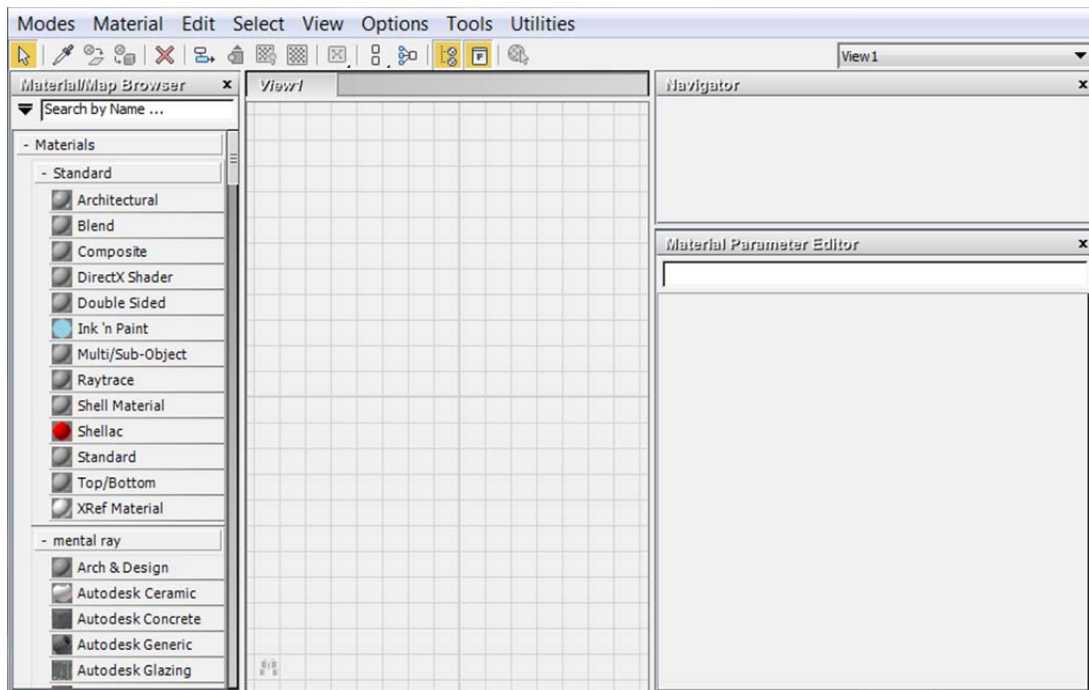 Modes Material Edit Select View Options Tools Utilities
View1
Material/Map Browser x
Search by Name ...
- Materials
- Standard
Architectural
Blend
Composite
DirectX Shader
Double Sided
Ink 'n Paint
Multi/Sub-Object
Raytrace
Shell Material
Shellac
Standard
Top/Bottom
XRef Material
- mental ray
Arch & Design
Autodesk Ceramic
Autodesk Concrete
Autodesk Generic
Autodesk Glazing
View1
Navigator x
Material Parameter Editor x